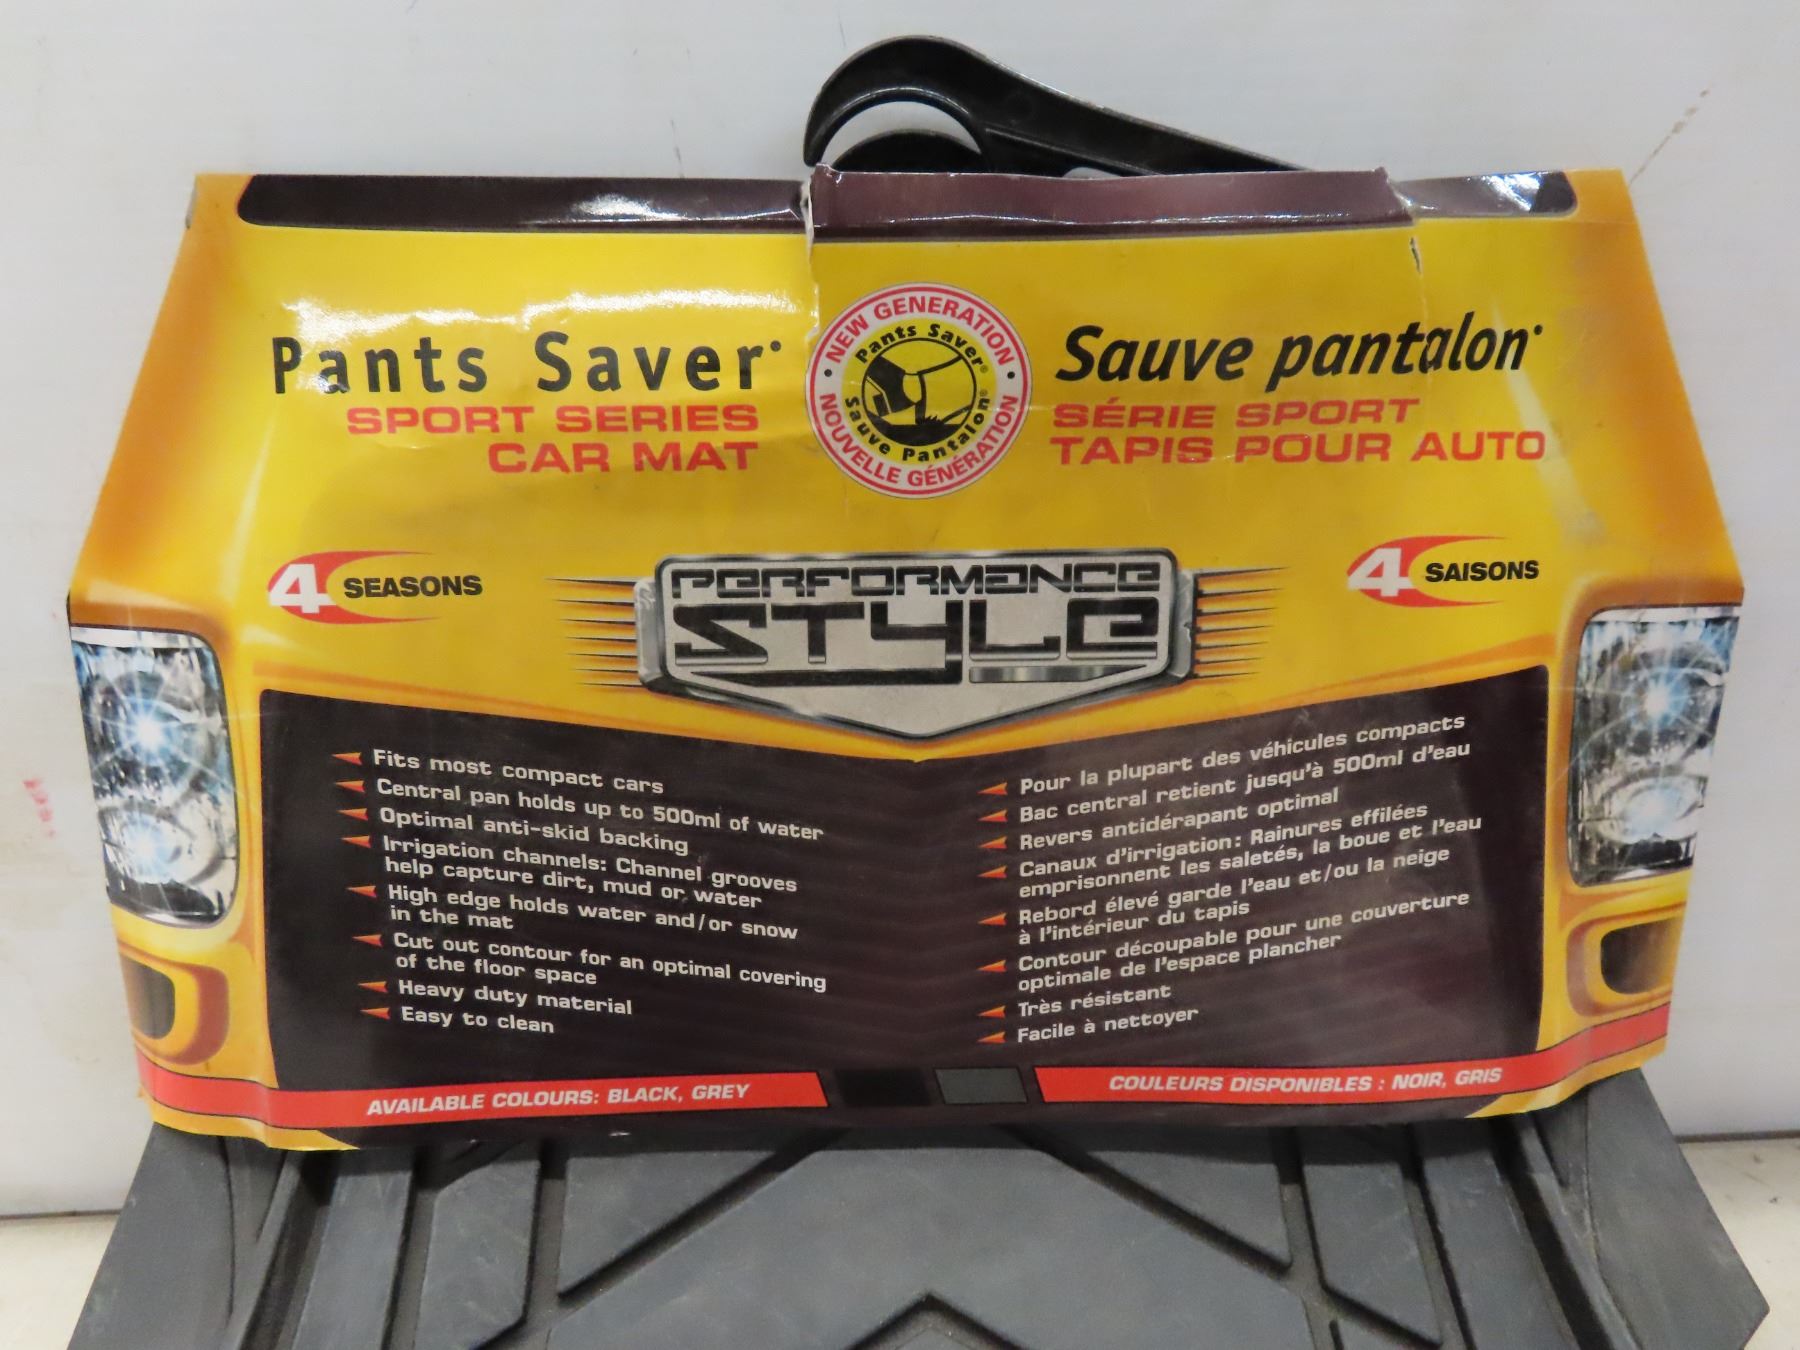 Pants Saver®
SPORT SERIES
CAR MAT
NEW GENERATION
Pants Saver®
Sauve Pantalon®
NOUVELLE GÉNÉRATION
Sauve pantalon®
SÉRIE SPORT
TAPIS POUR AUTO
4 SEASONS
PERFORMANCE
STYLE
4 SAISONS
Fits most compact cars
Central pan holds up to 500ml of water
Optimal anti-skid backing
Irrigation channels: Channel grooves
help capture dirt, mud or water
High edge holds water and/or snow
in the mat
Cut out contour for an optimal covering
of the floor space
Heavy duty material
Easy to clean
Pour la plupart des véhicules compacts
Bac central retient jusqu'à 500ml d'eau
Revers antidérapant optimal
Canaux d'irrigation: Rainures effilées
emprisonnent les saletés, la boue et l'eau
Rebord élevé garde l'eau et/ou la neige
à l'intérieur du tapis
Contour découpable pour une couverture
optimale de l'espace plancher
Très résistant
Facile à nettoyer
AVAILABLE COLOURS: BLACK, GREY
COULEURS DISPONIBLES : NOIR, GRIS